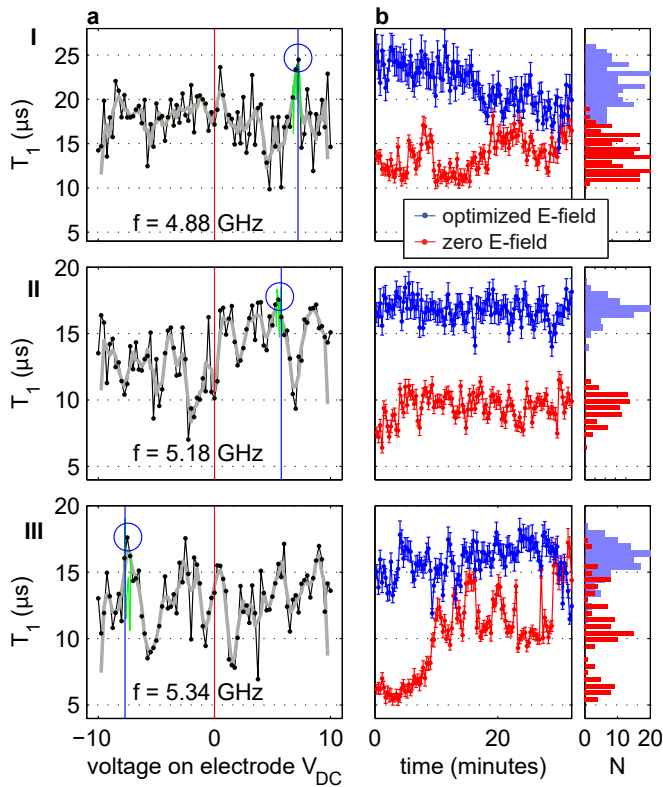 a
b
I
25
20
15
10
5
T1 (μs)
f = 4.88 GHz
optimized E-field
zero E-field
II
20
15
10
5
T1 (μs)
f = 5.18 GHz
III
20
15
10
5
T1 (μs)
f = 5.34 GHz
−10 0 10
0 20
0 10 20
voltage on electrode VDC
time (minutes)
N